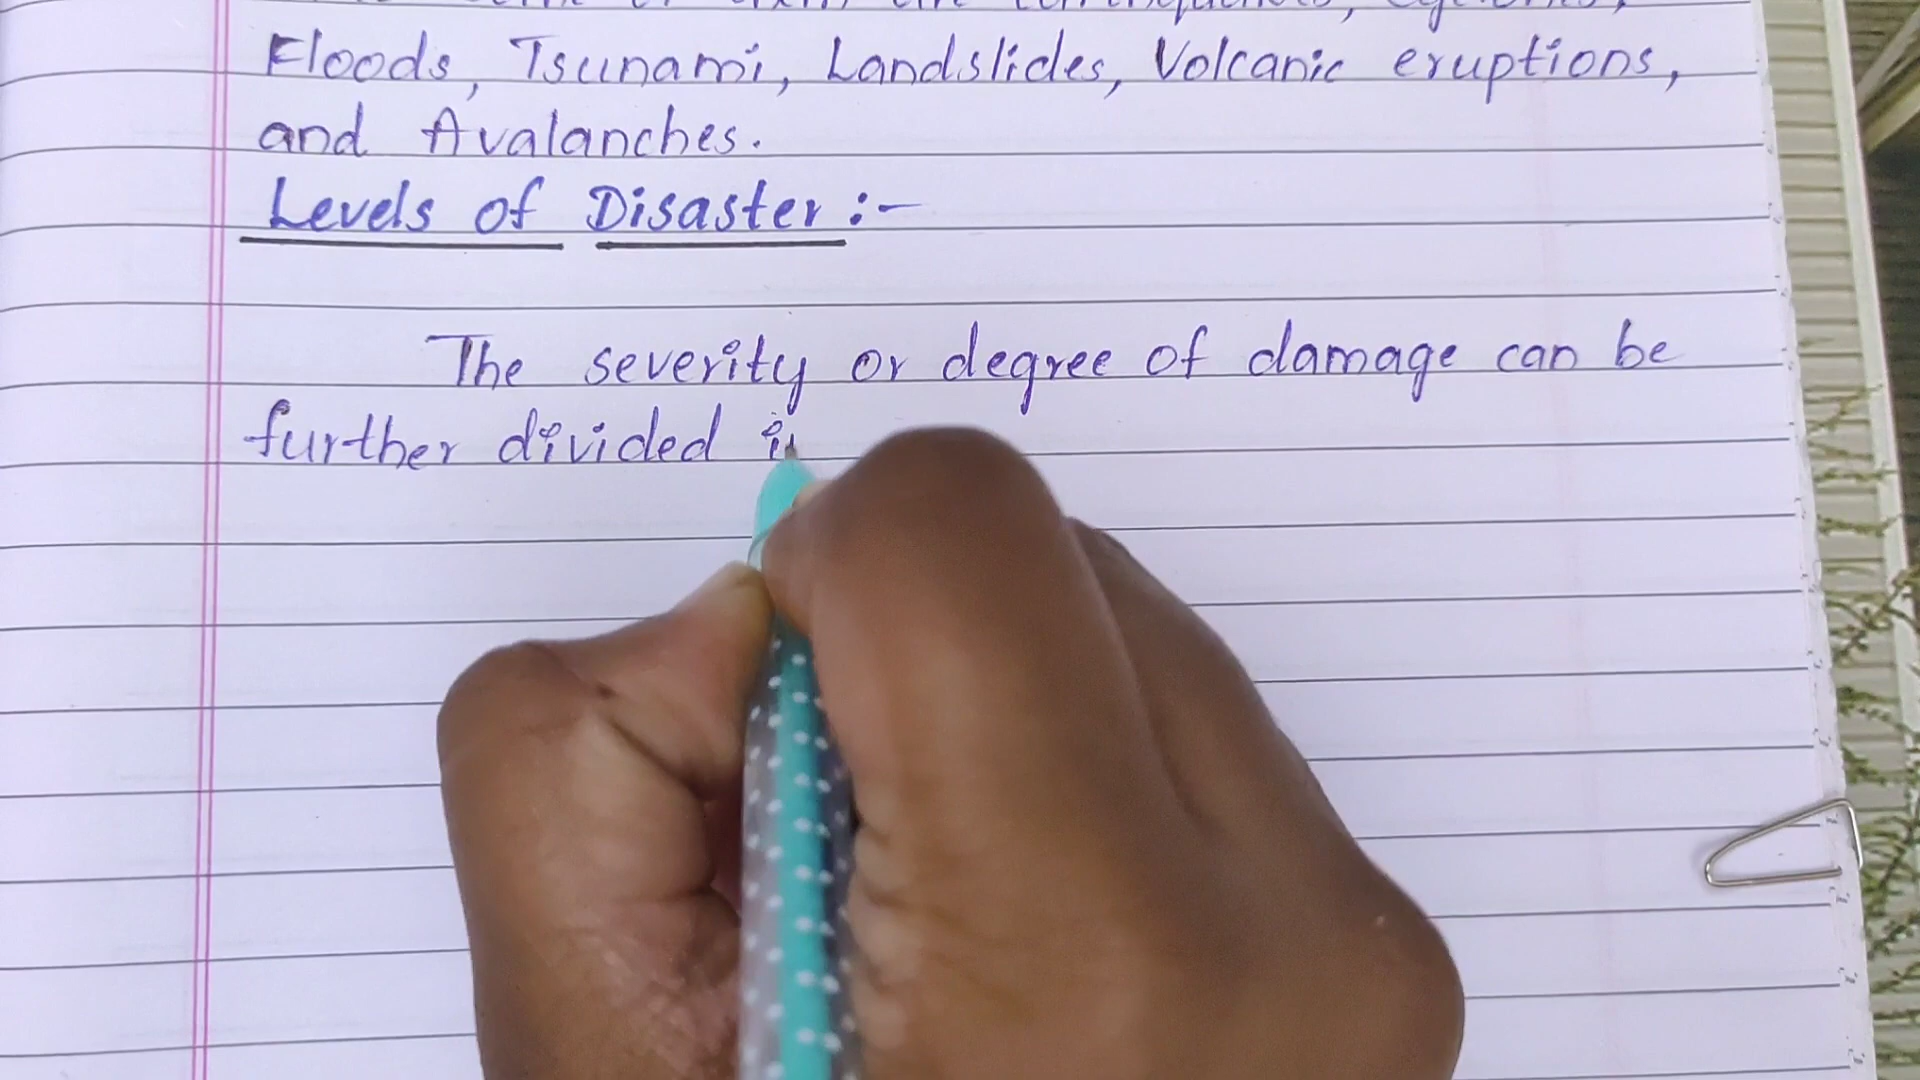 Floods, Tsunami, Landslides, Volcanic eruptions,
and Avalanches.
Levels of Disaster :-
The severity or degree of damage can be
further divided